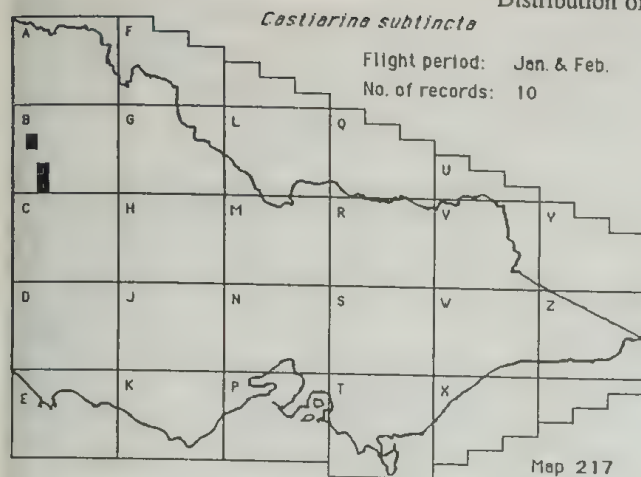 Distribution of
Castiarina subtincta
Flight period: Jan. & Feb.
No. of records: 10
A F
B G L Q U
C H M R V Y
D J N S W Z
E K P T X
Map 217